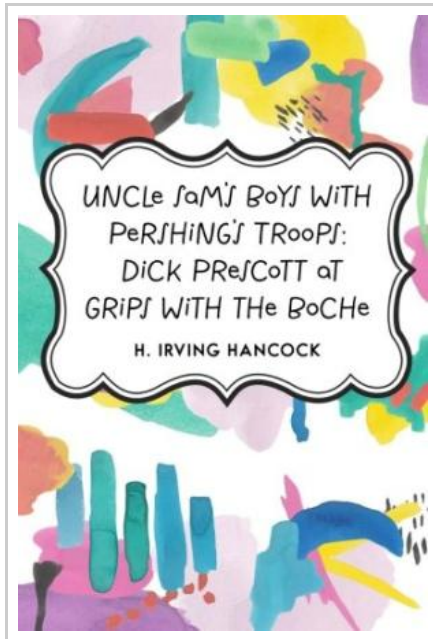 UNCLe SaM'S BOYS WiTH
PeRSHiNG'S TROOPS:
DiCK PReSCoTT aT
GRiPS WiTH THe BoCHe
H. IRVING HANCOCK